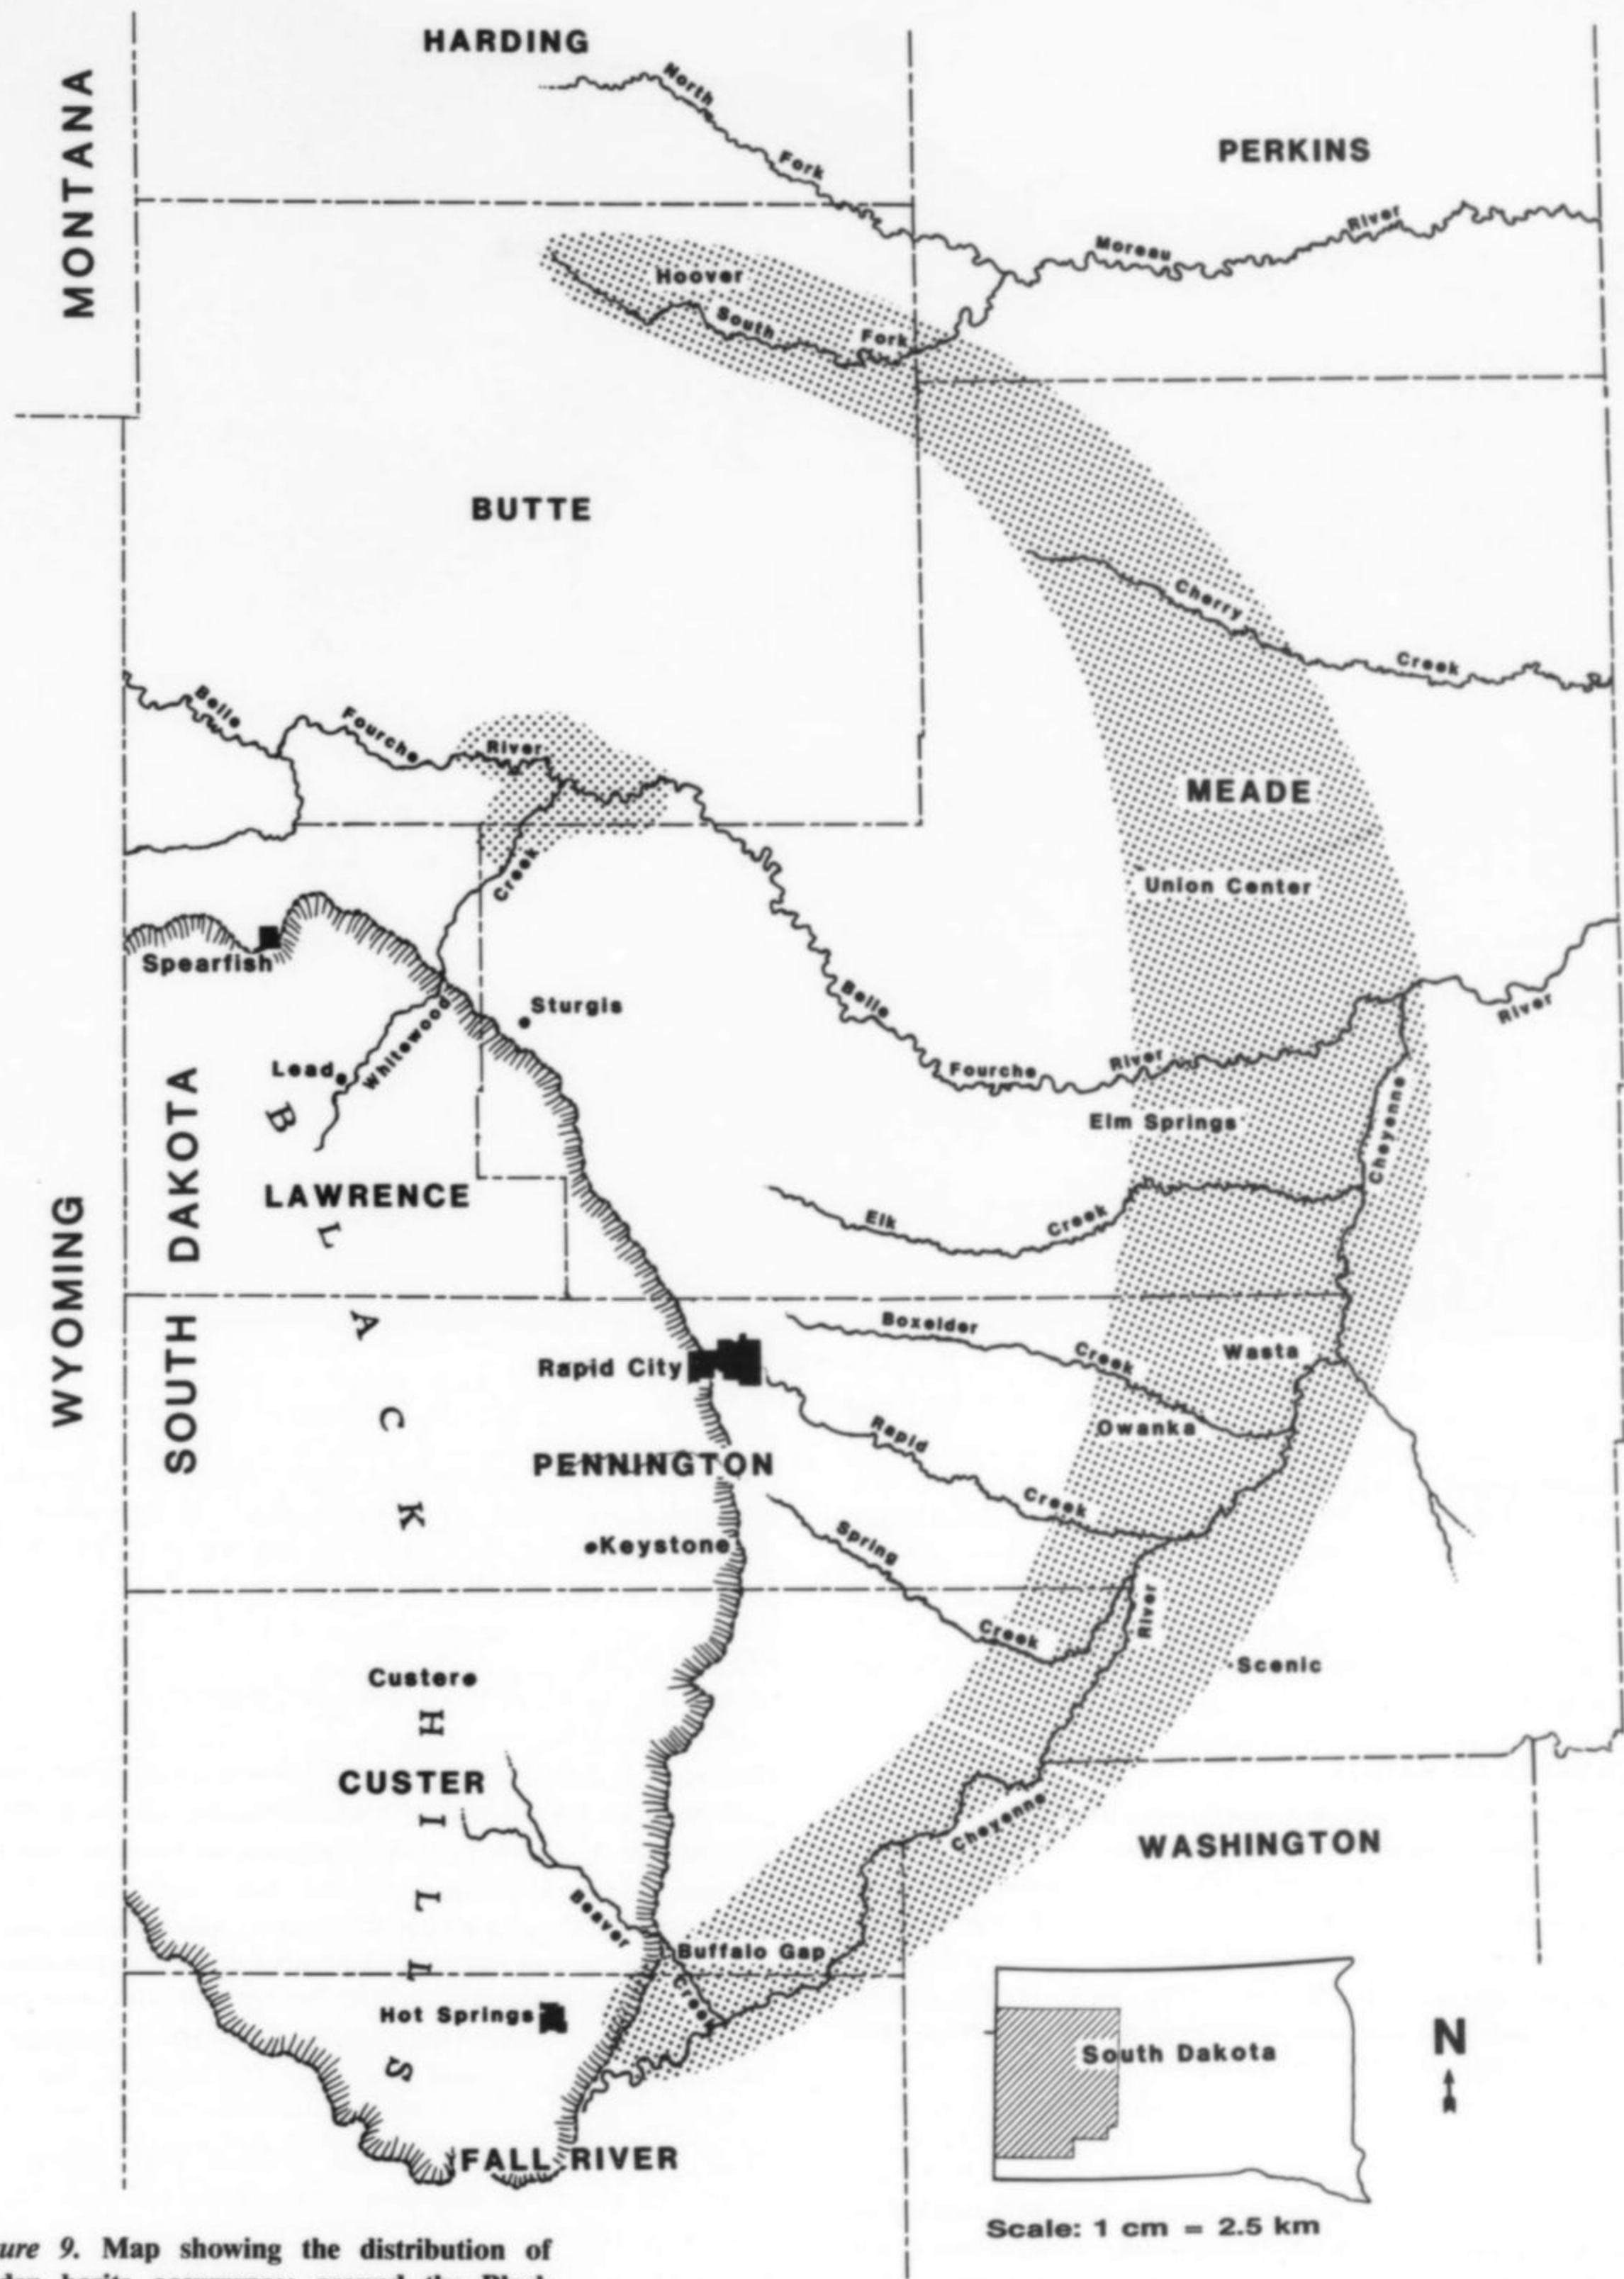 HARDING
MONTANA
North
Fork
PERKINS
Moreau
River
Hoover
South
Fork
BUTTE
Cherry
Creek
Belle
Fourche
River
MEADE
Creek
Union Center
Spearfish
Sturgis
Belle
Fourche
River
River
Lead
Whitewood
Elm Springs
Cheyenne
BLACK
LAWRENCE
SOUTH DAKOTA
WYOMING
Elk
Creek
Boxelder
Creek
Wasta
Rapid City
Owanka
Rapid
Creek
PENNINGTON
Keystone
Spring
Creek
River
Scenic
Custer
HILLS
CUSTER
Cheyenne
WASHINGTON
Beaver
Creek
Buffalo Gap
Hot Springs
South Dakota
N
FALL RIVER
Scale: 1 cm = 2.5 km
ure 9. Map showing the distribution of